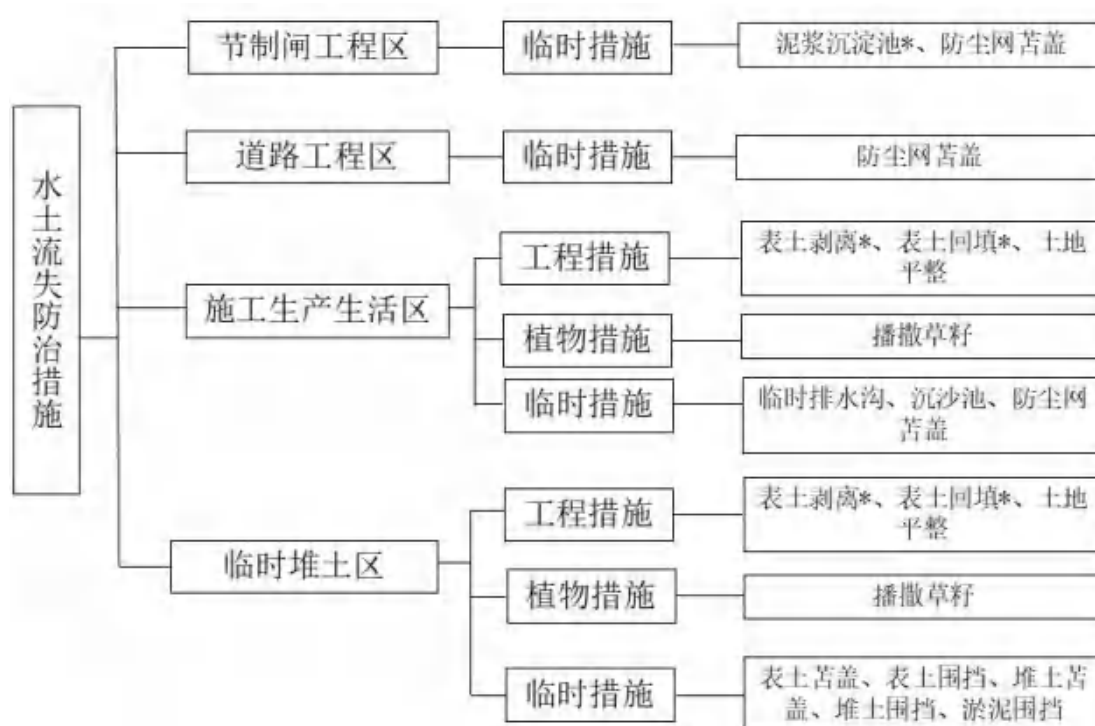 水土流失防治措施
节制闸工程区
临时措施
泥浆沉淀池*、防尘网苫盖
道路工程区
临时措施
防尘网苫盖
施工生产生活区
工程措施
表土剥离*、表土回填*、土地
平整
植物措施
播撒草籽
临时措施
临时排水沟、沉沙池、防尘网
苫盖
临时堆土区
工程措施
表土剥离*、表土回填*、土地
平整
植物措施
播撒草籽
临时措施
表土苫盖、表土围挡、堆土苫
盖、堆土围挡、淤泥围挡